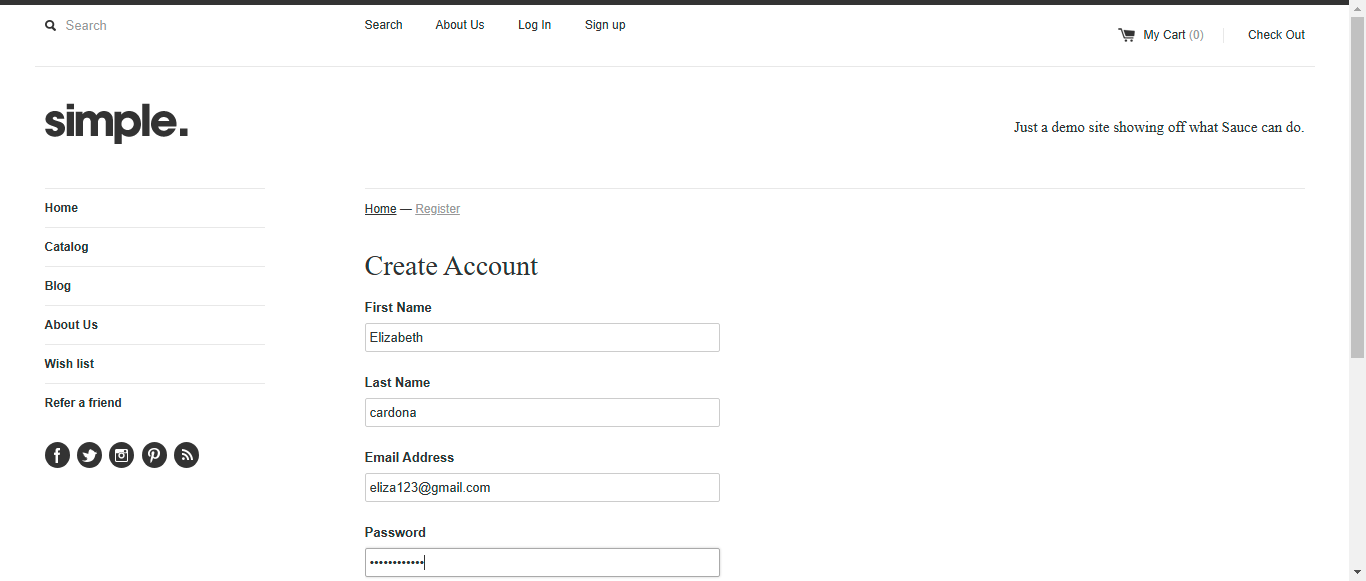 Search
Search About Us Log In Sign up
My Cart (0) Check Out
simple.
Just a demo site showing off what Sauce can do.
Home
Catalog
Blog
About Us
Wish list
Refer a friend
Home — Register
Create Account
First Name
Elizabeth
Last Name
cardona
Email Address
eliza123@gmail.com
Password
••••••••••••